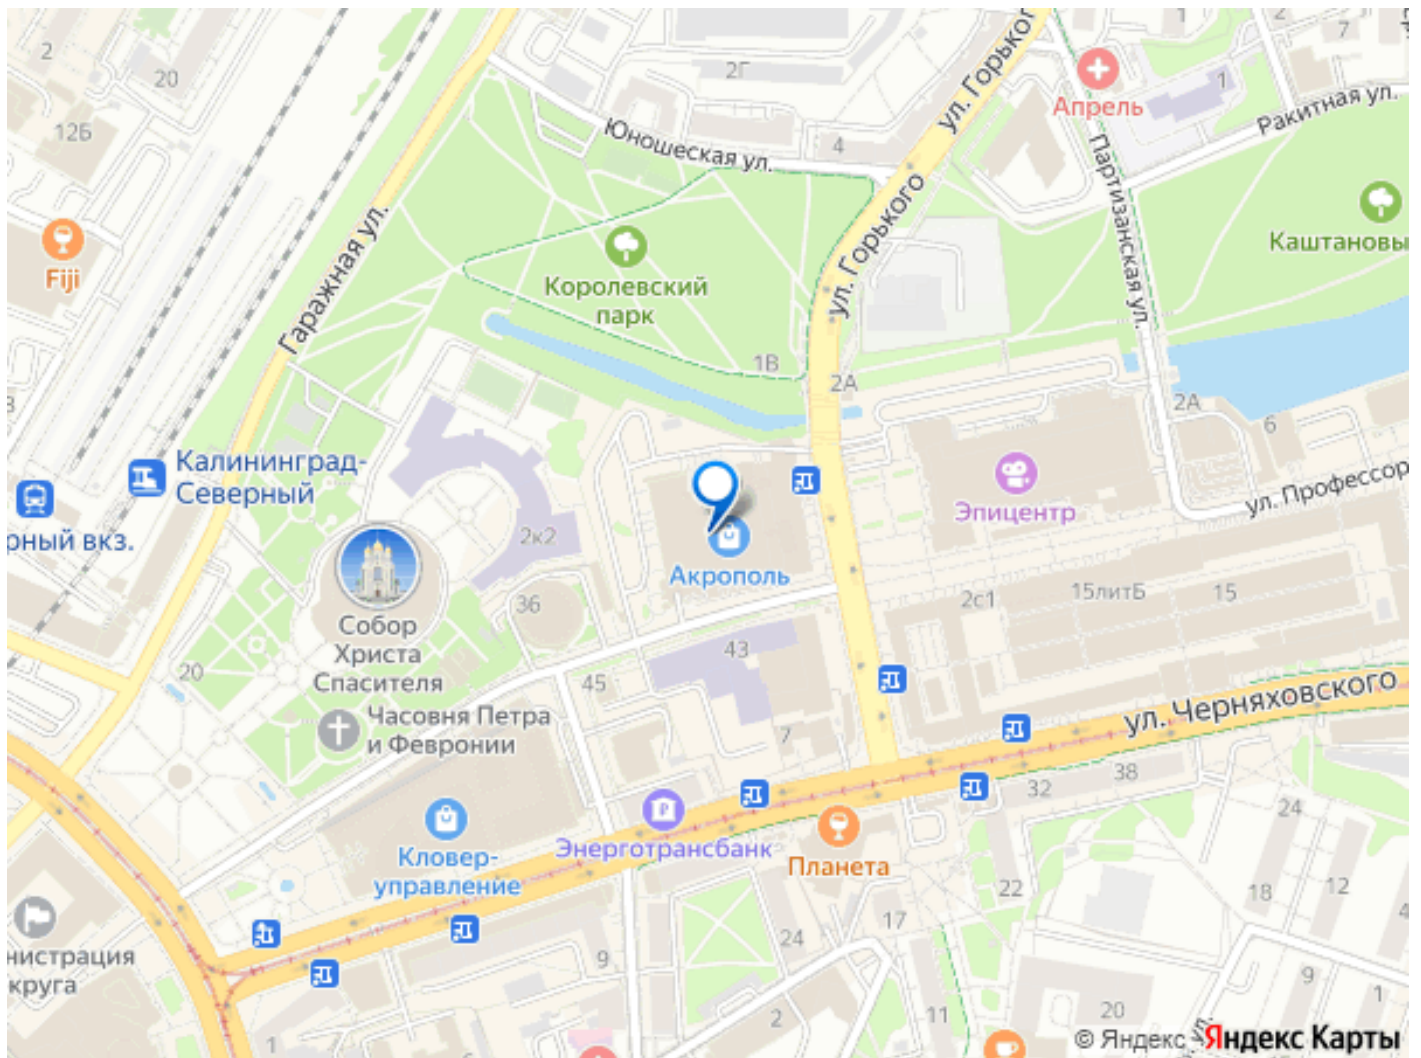 2
20
12Б
2Г
4
Юношеская ул.
ул. Горького
Апрель
1
1
7
Ракитная ул.
Партизанская ул.
Каштановы
Fiji
Гаражная ул.
Королевский
парк
ул. Горького
1В
2А
2А
6
Калининград-
Северный
рный вкз.
Эпицентр
ул. Профессор
2к2
Акрополь
36
2с1
15литБ
15
Собор
Христа
Спасителя
20
43
45
Часовня Петра
и Февронии
7
ул. Черняховского
38
32
24
Энерготрансбанк
Кловер-
управление
Планета
22
18
12
17
24
нистрация
круга
9
9
1
20
11
2
1
ул.
© Яндекс Яндекс Карты